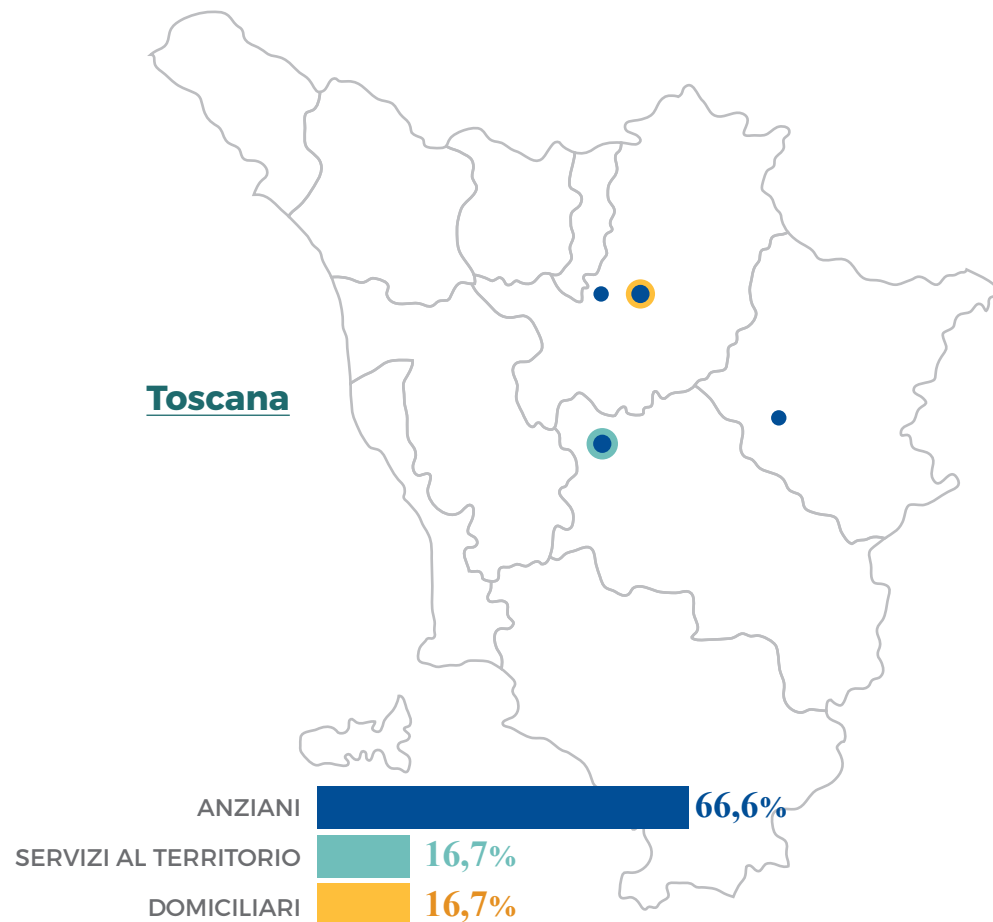 Toscana
ANZIANI 66,6%
SERVIZI AL TERRITORIO 16,7%
DOMICILIARI 16,7%